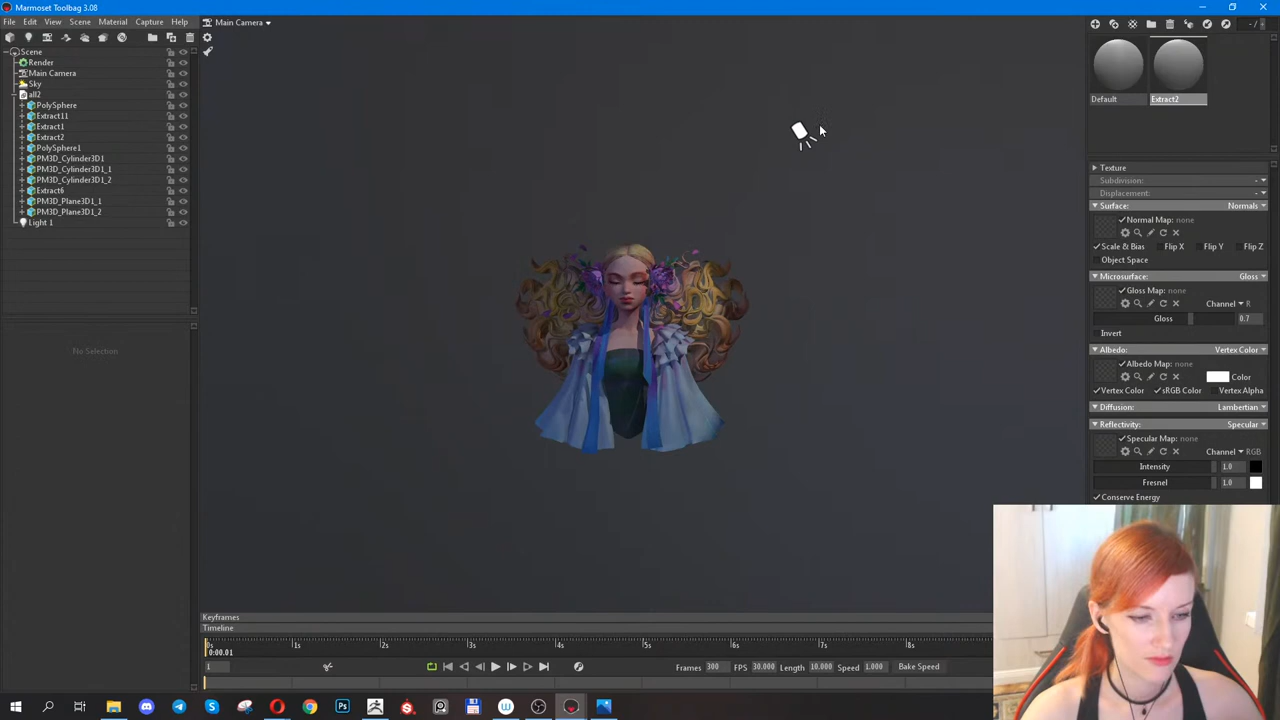 Marmoset Toolbag 3.08
File Edit View Scene Material Capture Help
Main Camera
Scene
Render
Main Camera
Sky
all2
PolySphere
Extract11
Extract1
Extract2
PolySphere1
PM3D_Cylinder3D1
PM3D_Cylinder3D1_1
PM3D_Cylinder3D1_2
Extract6
PM3D_Plane3D1_1
PM3D_Plane3D1_2
Light 1
No Selection
Default Extract2
Texture
Subdivision: -
Displacement: -
Surface: Normals
Normal Map: none
Scale & Bias Flip X Flip Y Flip Z
Object Space
Microsurface: Gloss
Gloss Map: none
Channel R
Gloss 0.7
Invert
Albedo: Vertex Color
Albedo Map: none
Color
Vertex Color sRGB Color Vertex Alpha
Diffusion: Lambertian
Reflectivity: Specular
Specular Map: none
Channel RGB
Intensity 1.0
Fresnel 1.0
Conserve Energy
Keyframes
Timeline
0s 1s 2s 3s 4s 5s 6s 7s 8s
0:00.01
1 Frames 300 FPS 30.000 Length 10.000 Speed 1.000 Bake Speed